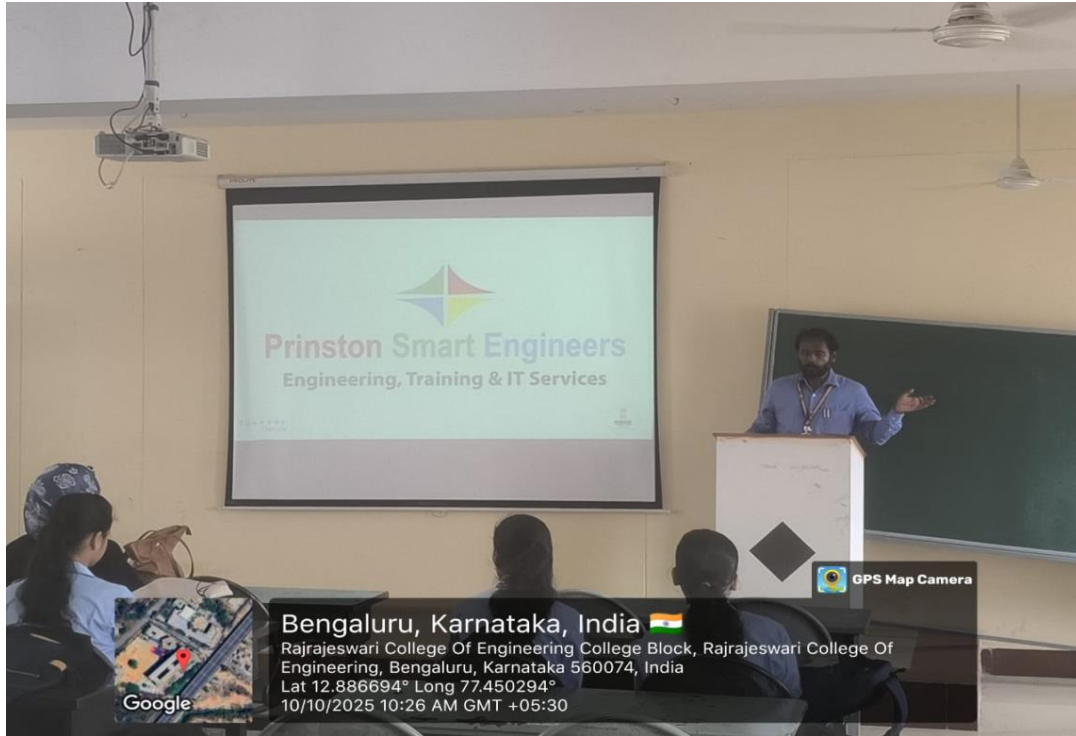 Prinston Smart Engineers
Engineering, Training & IT Services
GPS Map Camera
Bengaluru, Karnataka, India
Rajrajeswari College Of Engineering College Block, Rajrajeswari College Of
Engineering, Bengaluru, Karnataka 560074, India
Lat 12.886694° Long 77.450294°
10/10/2025 10:26 AM GMT +05:30
Google